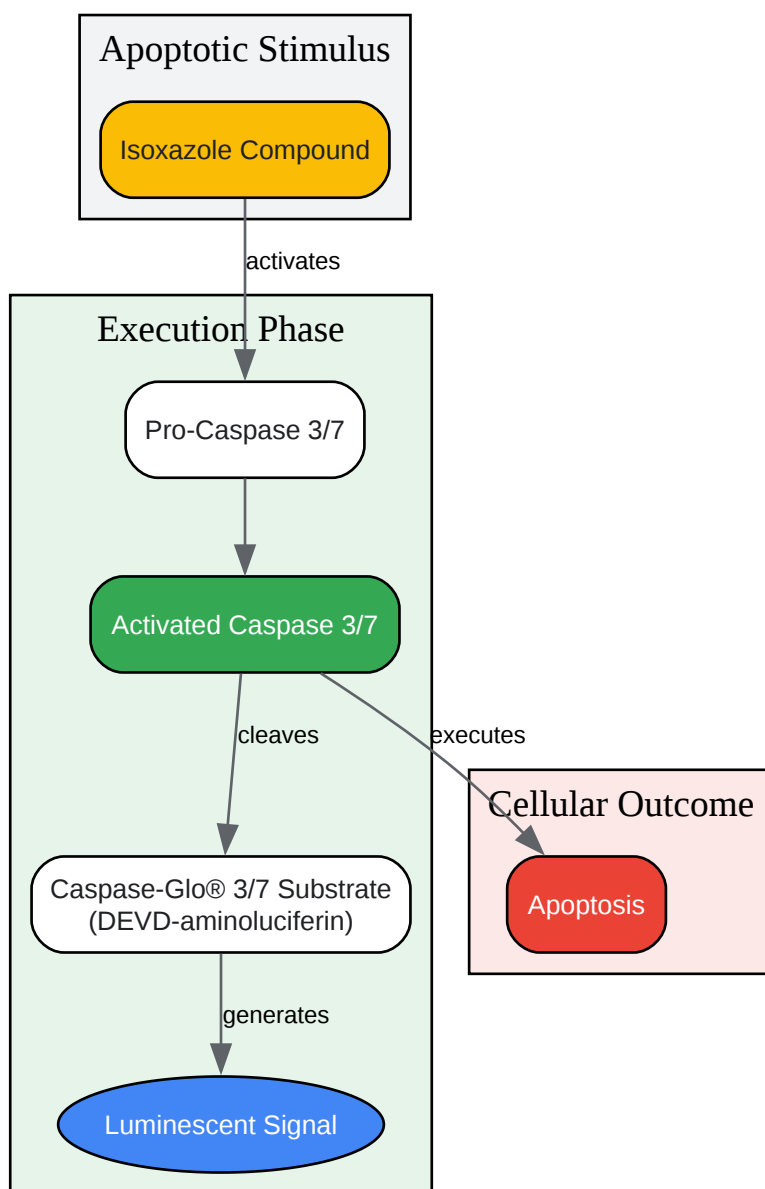 Apoptotic Stimulus
Isoxazole Compound
activates
Execution Phase
Pro-Caspase 3/7
Activated Caspase 3/7
cleaves
executes
Cellular Outcome
Caspase-Glo® 3/7 Substrate
(DEVD-aminoluciferin)
Apoptosis
generates
Luminescent Signal